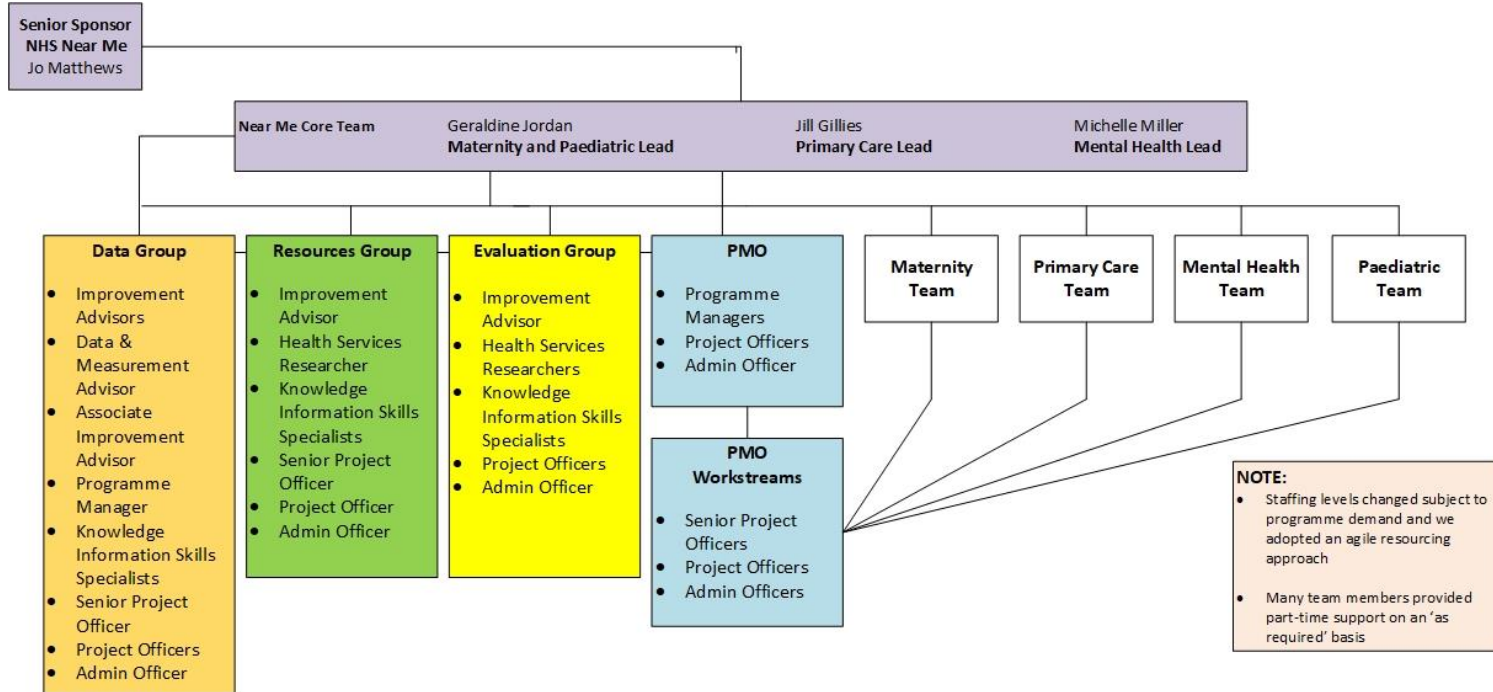 Senior Sponsor
NHS Near Me
Jo Matthews
Near Me Core Team
Geraldine Jordan
Maternity and Paediatric Lead
Jill Gillies
Primary Care Lead
Michelle Miller
Mental Health Lead
Data Group
• Improvement
Advisors
• Data &
Measurement
Advisor
• Associate
Improvement
Advisor
• Programme
Manager
• Knowledge
Information Skills
Specialists
• Senior Project
Officer
• Project Officers
• Admin Officer
Resources Group
• Improvement
Advisor
• Health Services
Researcher
• Knowledge
Information Skills
Specialists
• Senior Project
Officer
• Project Officer
• Admin Officer
Evaluation Group
• Improvement
Advisor
• Health Services
Researchers
• Knowledge
Information Skills
Specialists
• Project Officers
• Admin Officer
PMO
• Programme
Managers
• Project Officers
• Admin Officer
PMO
Workstreams
• Senior Project
Officers
• Project Officers
• Admin Officers
Maternity
Team
Primary Care
Team
Mental Health
Team
Paediatric
Team
NOTE:
• Staffing levels changed subject to
programme demand and we
adopted an agile resourcing
approach
• Many team members provided
part-time support on an ‘as
required’ basis